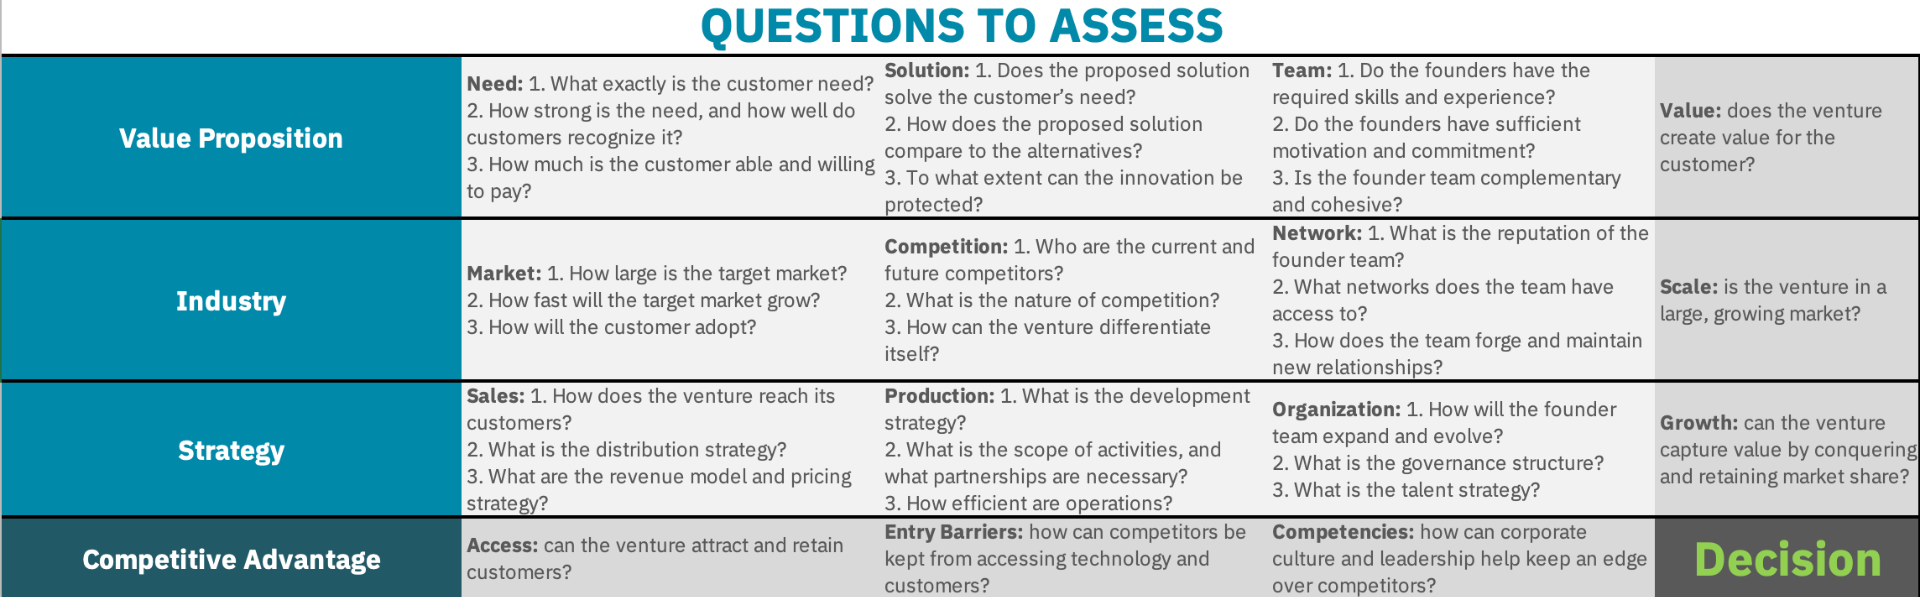 QUESTIONS TO ASSESS
Value Proposition
Need: 1. What exactly is the customer need?
2. How strong is the need, and how well do
customers recognize it?
3. How much is the customer able and willing
to pay?
Solution: 1. Does the proposed solution
solve the customer’s need?
2. How does the proposed solution
compare to the alternatives?
3. To what extent can the innovation be
protected?
Team: 1. Do the founders have the
required skills and experience?
2. Do the founders have sufficient
motivation and commitment?
3. Is the founder team complementary
and cohesive?
Value: does the venture
create value for the
customer?
Industry
Market: 1. How large is the target market?
2. How fast will the target market grow?
3. How will the customer adopt?
Competition: 1. Who are the current and
future competitors?
2. What is the nature of competition?
3. How can the venture differentiate
itself?
Network: 1. What is the reputation of the
founder team?
2. What networks does the team have
access to?
3. How does the team forge and maintain
new relationships?
Scale: is the venture in a
large, growing market?
Strategy
Sales: 1. How does the venture reach its
customers?
2. What is the distribution strategy?
3. What are the revenue model and pricing
strategy?
Production: 1. What is the development
strategy?
2. What is the scope of activities, and
what partnerships are necessary?
3. How efficient are operations?
Organization: 1. How will the founder
team expand and evolve?
2. What is the governance structure?
3. What is the talent strategy?
Growth: can the venture
capture value by conquering
and retaining market share?
Competitive Advantage
Access: can the venture attract and retain
customers?
Entry Barriers: how can competitors be
kept from accessing technology and
customers?
Competencies: how can corporate
culture and leadership help keep an edge
over competitors?
Decision